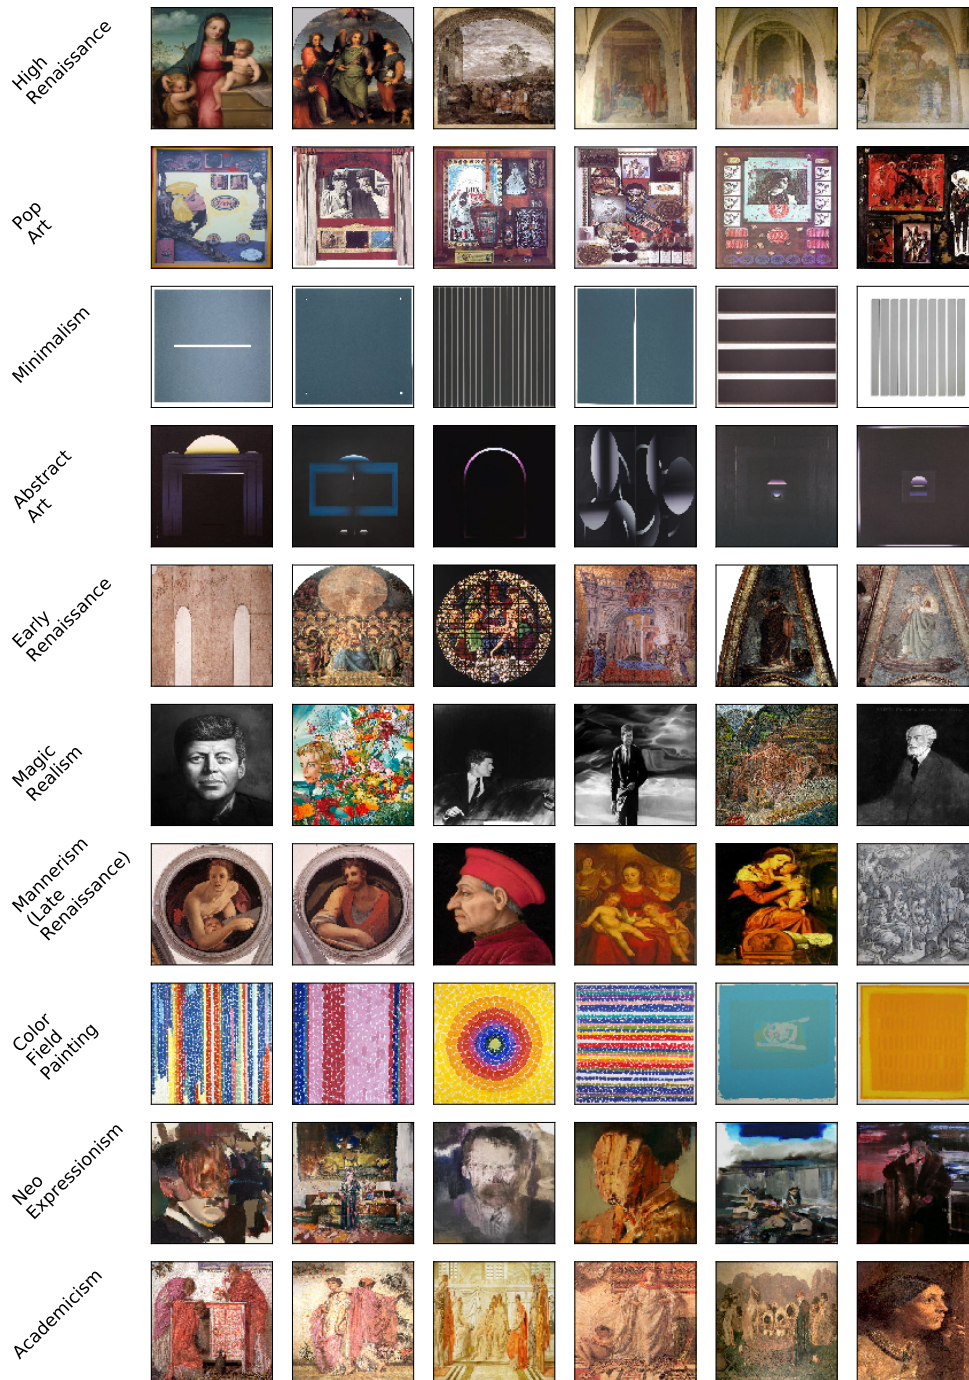 High
Renaissance
Pop
Art
Minimalism
Abstract
Art
Early
Renaissance
Magic
Realism
Mannerism
(Late
Renaissance)
Color
Field
Painting
Neo
Expressionism
Academicism